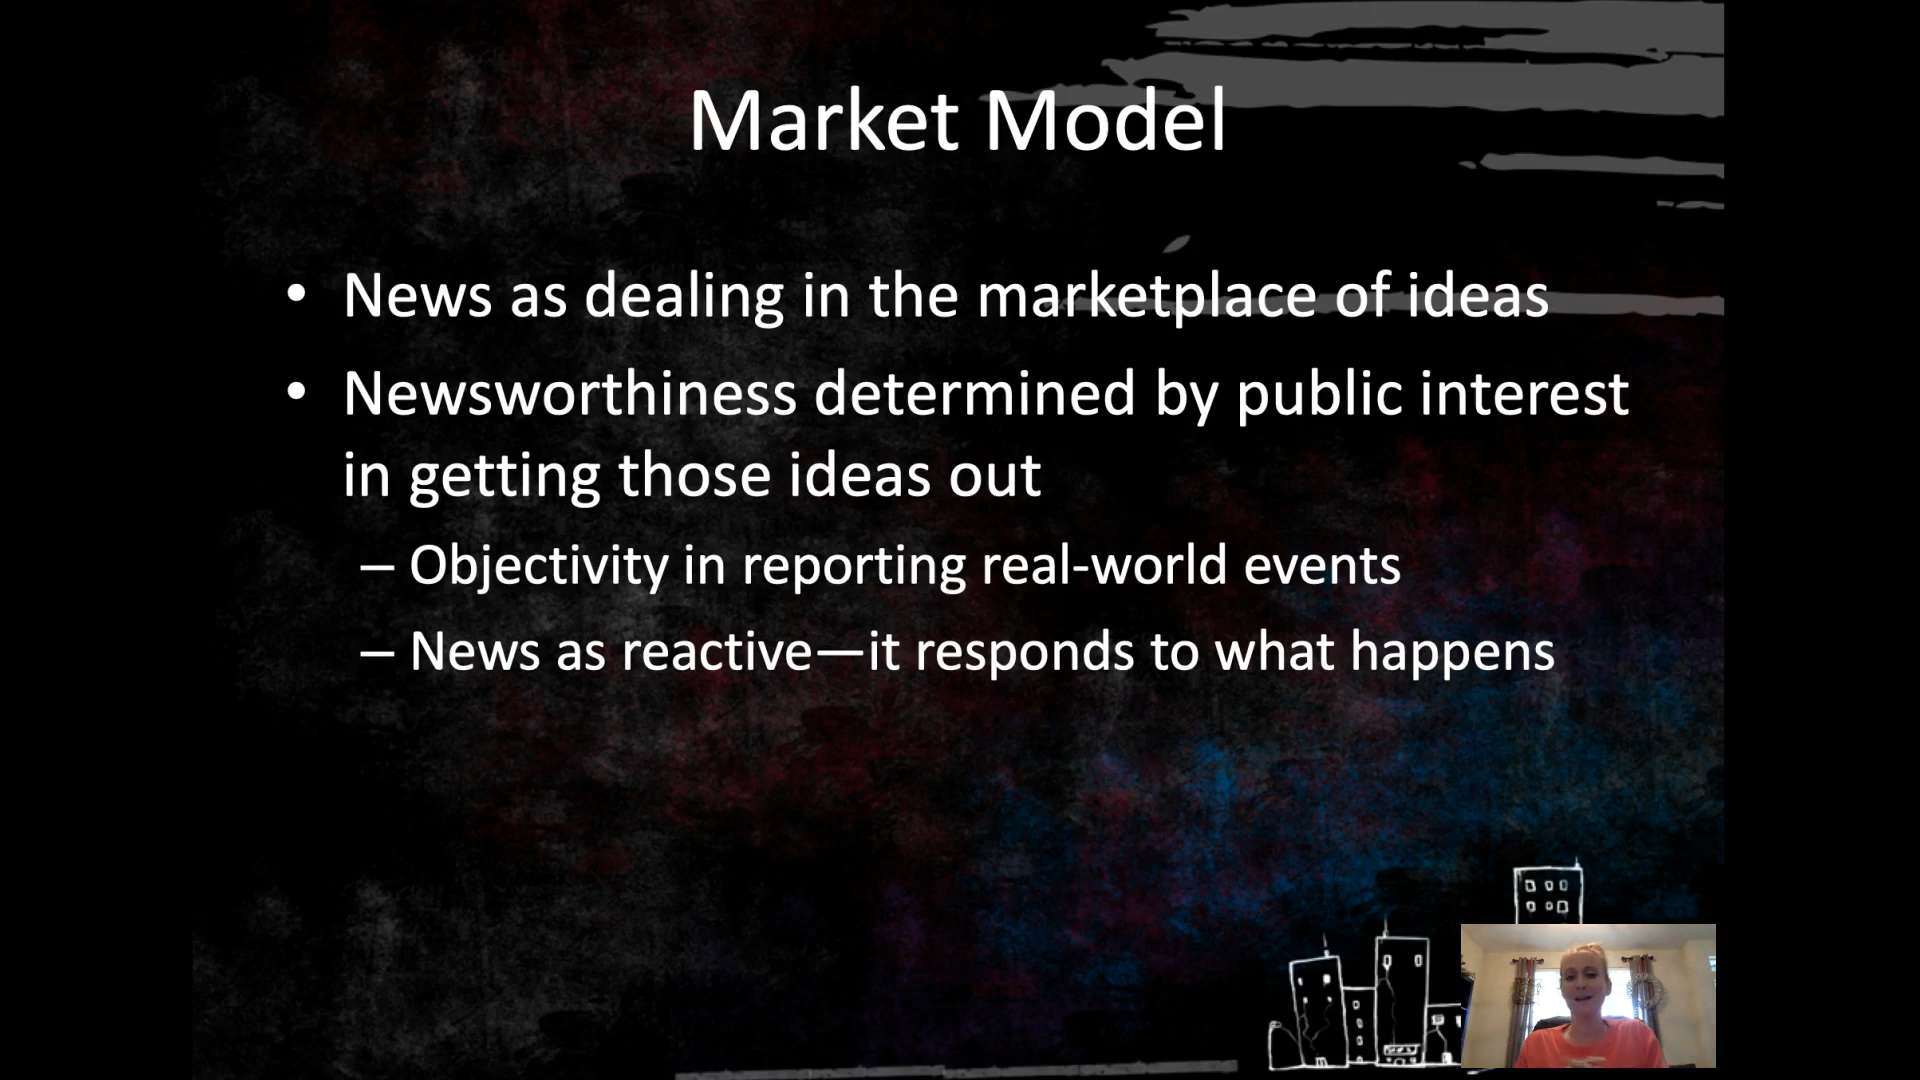 Market Model
• News as dealing in the marketplace of ideas
• Newsworthiness determined by public interest
in getting those ideas out
– Objectivity in reporting real-world events
– News as reactive—it responds to what happens